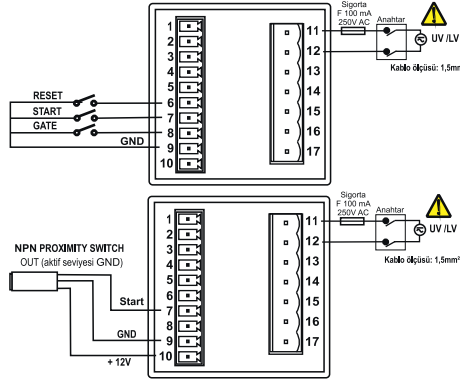 Sigorta
F 100 mA
250V AC
Anahtar
UV /LV
Kablo ölçüsü: 1,5mm
1
2
3
4
5
6
7
8
9
10
11
12
13
14
15
16
17
RESET
START
GATE
GND
Sigorta
F 100 mA
250V AC
Anahtar
UV /LV
Kablo ölçüsü: 1,5mm²
1
2
3
4
5
6
7
8
9
10
11
12
13
14
15
16
17
NPN PROXIMITY SWITCH
OUT (aktif seviyesi GND)
Start
GND
+ 12V